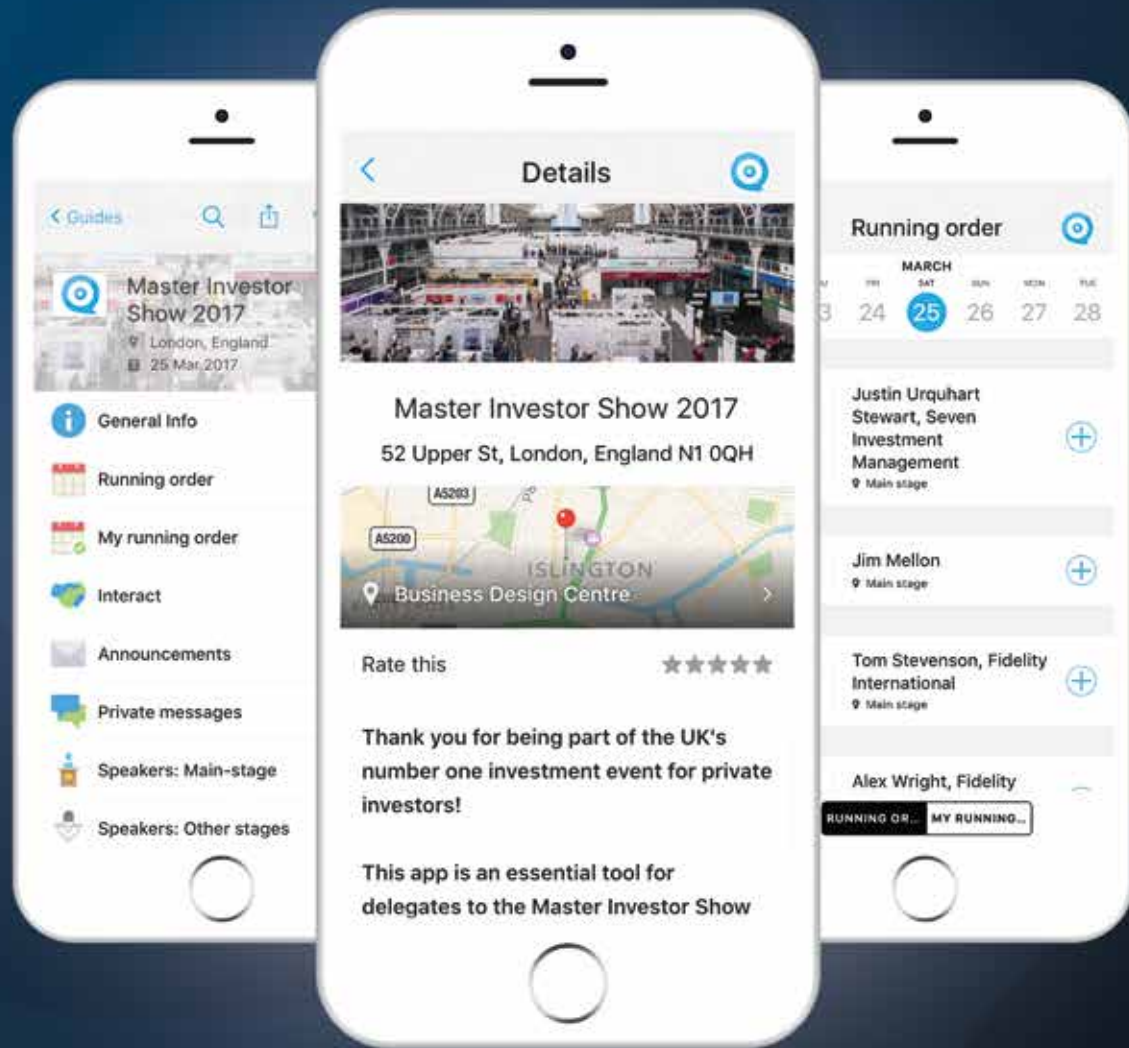 Guides
Master Investor
Show 2017
London, England
25 Mar 2017
General Info
Running order
My running order
Interact
Announcements
Private messages
Speakers: Main-stage
Speakers: Other stages
Details
Master Investor Show 2017
52 Upper St, London, England N1 0QH
A5203
A5200
ISLINGTON
Business Design Centre
Rate this
Thank you for being part of the UK's
number one investment event for private
investors!
This app is an essential tool for
delegates to the Master Investor Show
Running order
MARCH
FRI SAT SUN MON TUE
3 24 25 26 27 28
Justin Urquhart
Stewart, Seven
Investment
Management
Main stage
Jim Mellon
Main stage
Tom Stevenson, Fidelity
International
Main stage
Alex Wright, Fidelity
RUNNING OR... MY RUNNING...